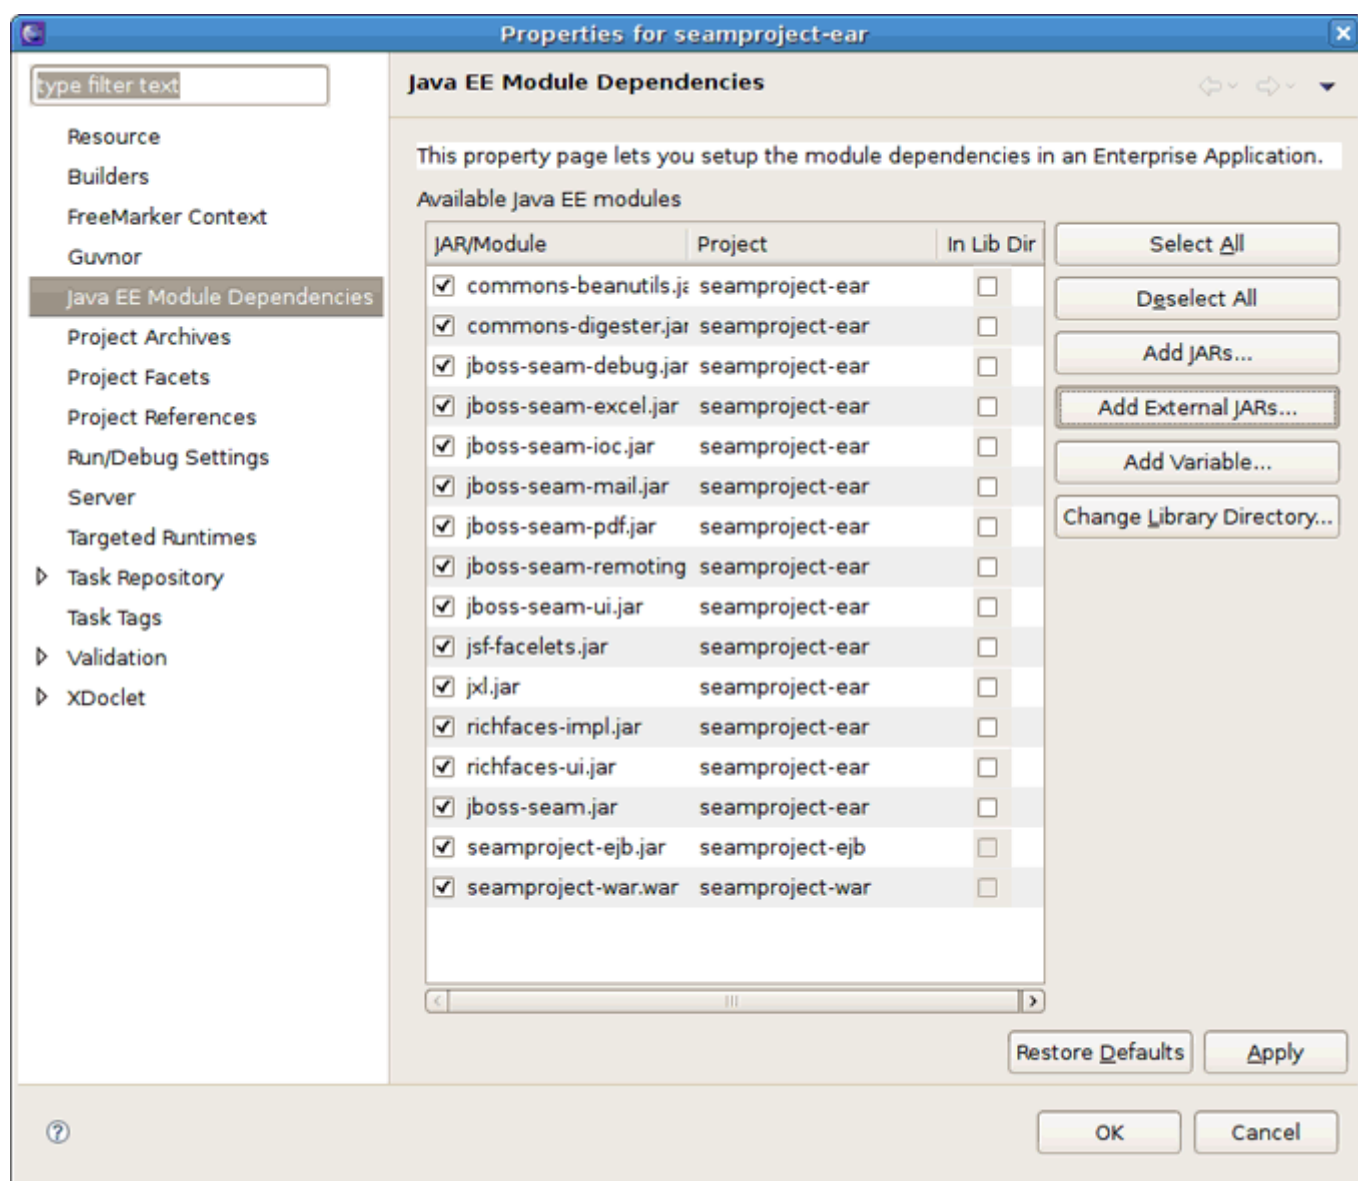 Properties for seamproject-ear
type filter text
Resource
Builders
FreeMarker Context
Guvnor
Java EE Module Dependencies
Project Archives
Project Facets
Project References
Run/Debug Settings
Server
Targeted Runtimes
Task Repository
Task Tags
Validation
XDoclet
Java EE Module Dependencies
This property page lets you setup the module dependencies in an Enterprise Application.
Available Java EE modules
JAR/Module Project In Lib Dir
commons-beanutils.ja seamproject-ear
commons-digester.jar seamproject-ear
jboss-seam-debug.jar seamproject-ear
jboss-seam-excel.jar seamproject-ear
jboss-seam-ioc.jar seamproject-ear
jboss-seam-mail.jar seamproject-ear
jboss-seam-pdf.jar seamproject-ear
jboss-seam-remoting seamproject-ear
jboss-seam-ui.jar seamproject-ear
jsf-facelets.jar seamproject-ear
jxl.jar seamproject-ear
richfaces-impl.jar seamproject-ear
richfaces-ui.jar seamproject-ear
jboss-seam.jar seamproject-ear
seamproject-ejb.jar seamproject-ejb
seamproject-war.war seamproject-war
Select All
Deselect All
Add JARs...
Add External JARs...
Add Variable...
Change Library Directory...
Restore Defaults Apply
OK Cancel